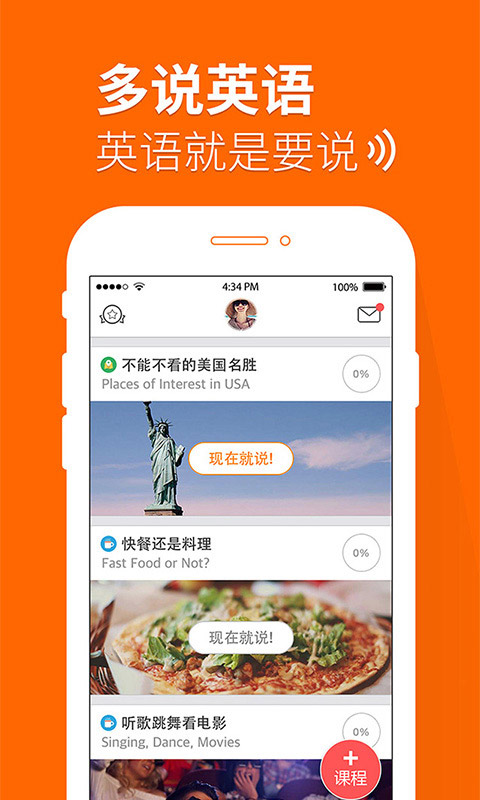 多说英语
英语就是要说
4:34 PM
100%
不能不看的美国名胜
Places of Interest in USA
0%
现在就说!
快餐还是料理
Fast Food or Not?
0%
现在就说!
听歌跳舞看电影
Singing, Dance, Movies
0%
+
课程